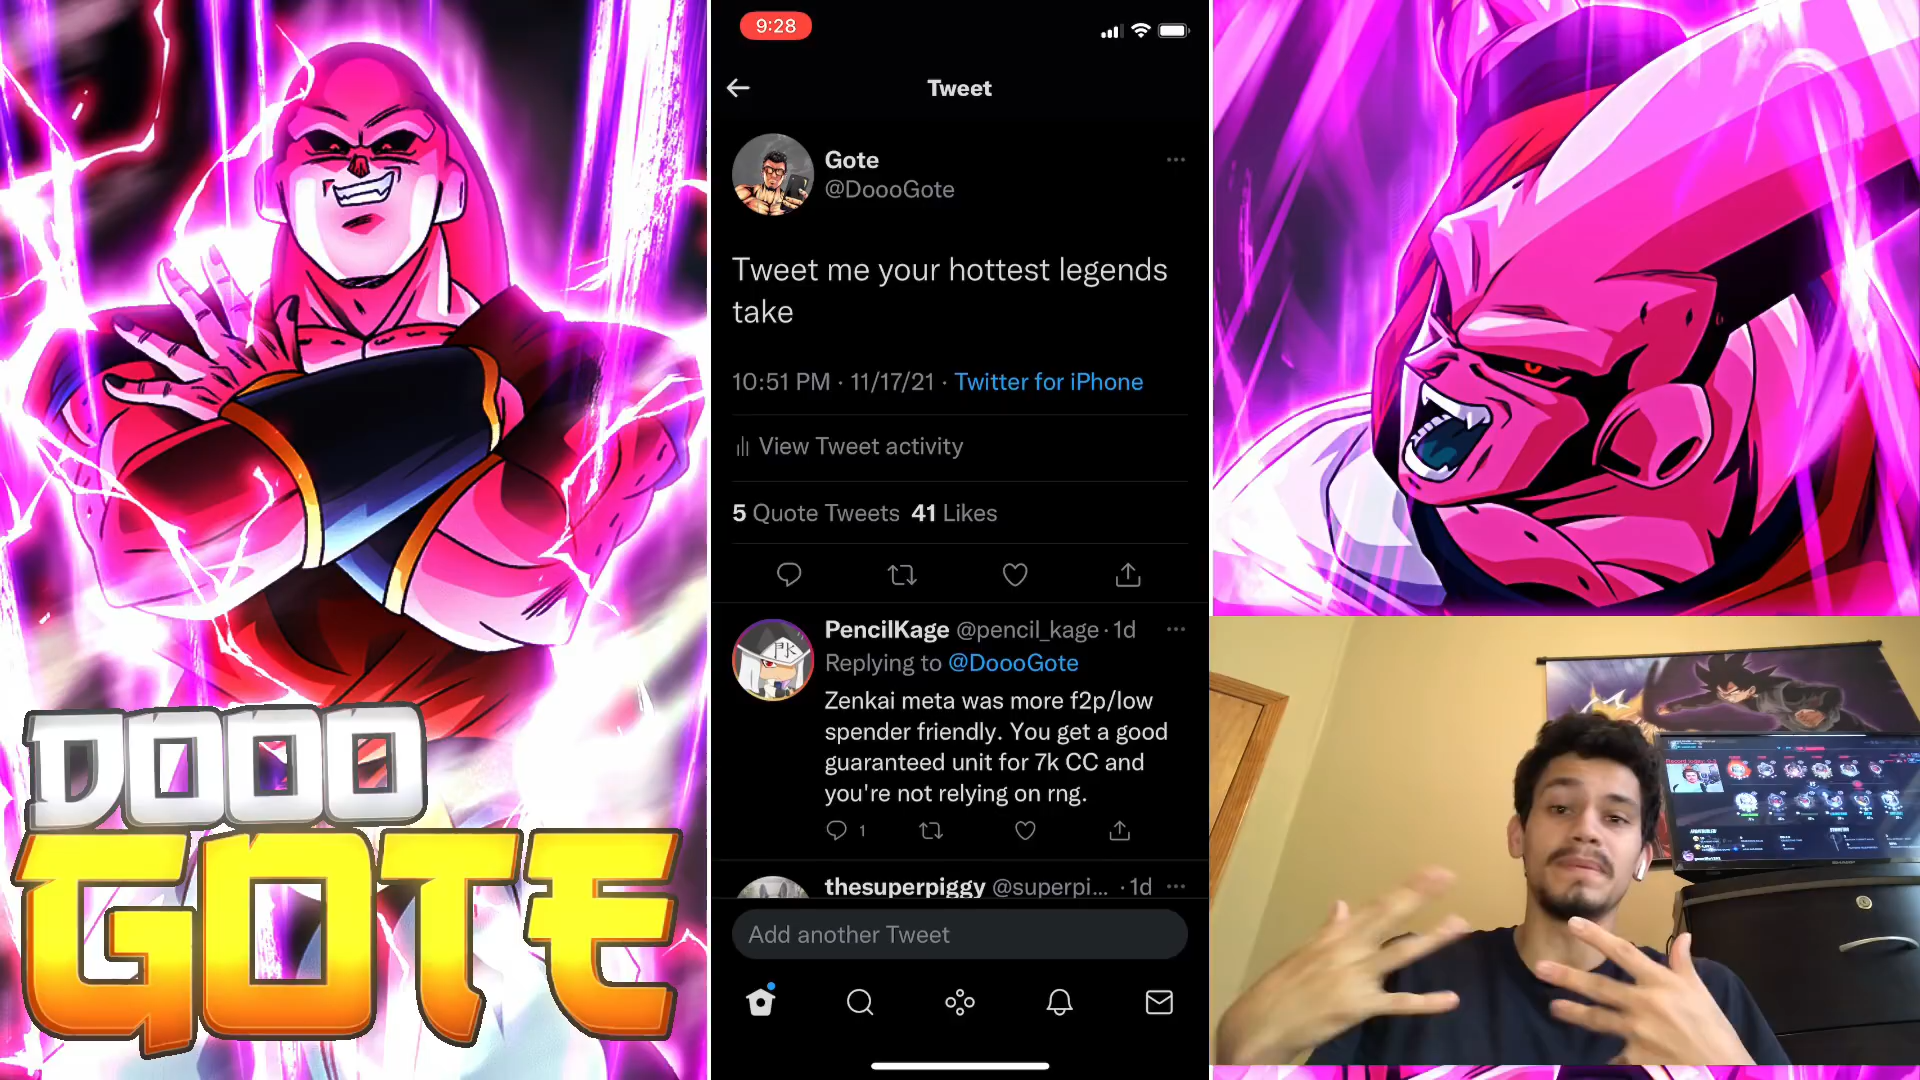 DOOO
GOTE
9:28
Tweet
Gote
@DoooGote
Tweet me your hottest legends
take
10:51 PM · 11/17/21 · Twitter for iPhone
View Tweet activity
5 Quote Tweets 41 Likes
PencilKage @pencil_kage · 1d
Replying to @DoooGote
Zenkai meta was more f2p/low
spender friendly. You get a good
guaranteed unit for 7k CC and
you're not relying on rng.
1
thesuperpiggy @superpi... · 1d
Add another Tweet